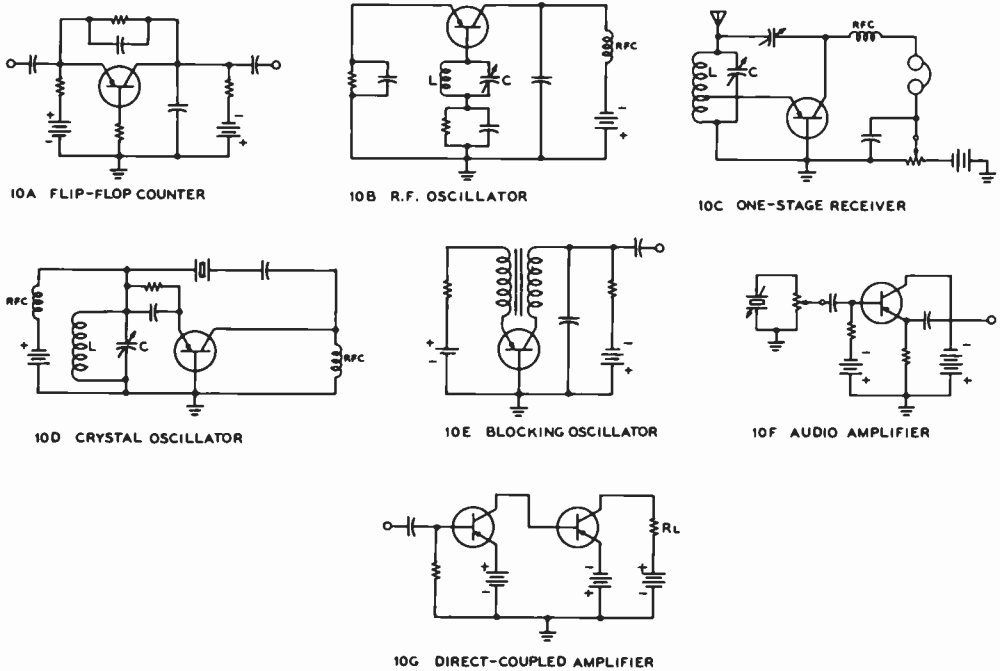 +
-
-
+
10A FLIP-FLOP COUNTER
L
C
RFC
-
+
10B R.F. OSCILLATOR
L
C
RFC
10C ONE-STAGE RECEIVER
RFC
+
L
C
RFC
10D CRYSTAL OSCILLATOR
+
-
-
+
10E BLOCKING OSCILLATOR
-
+
-
+
10F AUDIO AMPLIFIER
+
-
-
+
RL
+
-
10G DIRECT-COUPLED AMPLIFIER